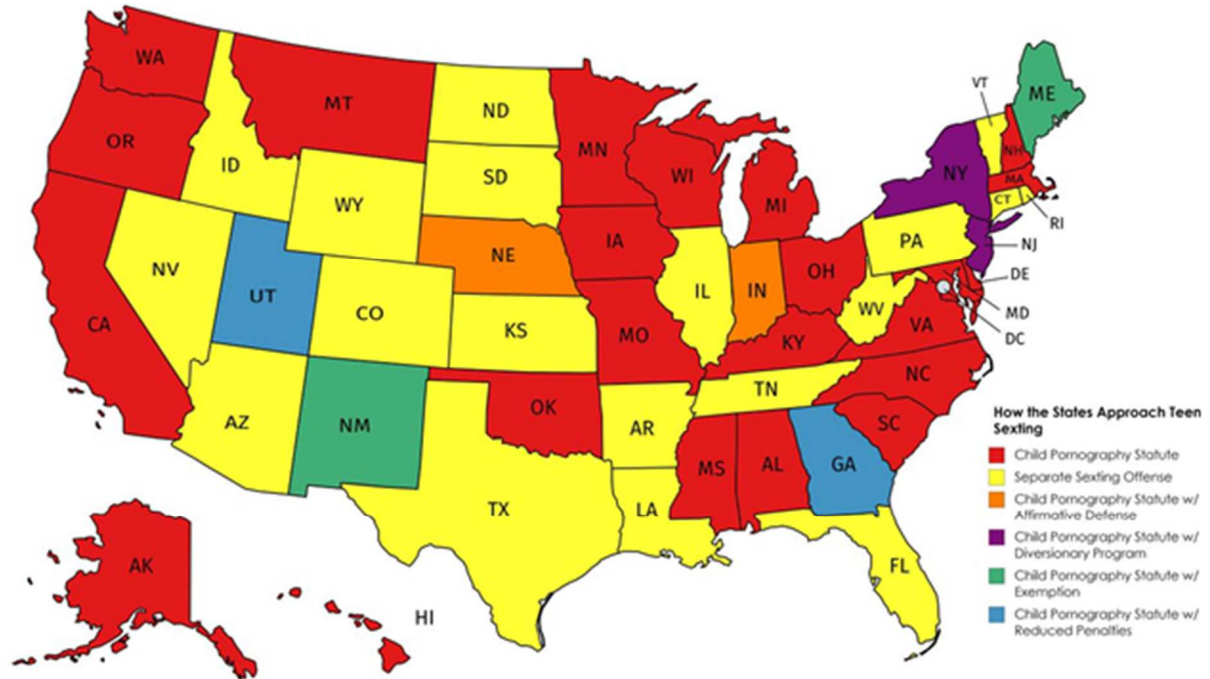 WA
MT
ND
MN
VT
ME
OR
ID
SD
WI
MI
NY
NH
MA
CT
RI
WY
NE
IA
PA
NJ
NV
UT
CO
IL
IN
OH
DE
MD
DC
CA
KS
MO
KY
WV
VA
AZ
NM
OK
AR
TN
NC
SC
MS
AL
GA
TX
LA
FL
AK
HI
How the States Approach Teen
Sexting
Child Pornography Statute
Separate Sexting Offense
Child Pornography Statute w/
Affirmative Defense
Child Pornography Statute w/
Diversionary Program
Child Pornography Statute w/
Exemption
Child Pornography Statute w/
Reduced Penalties